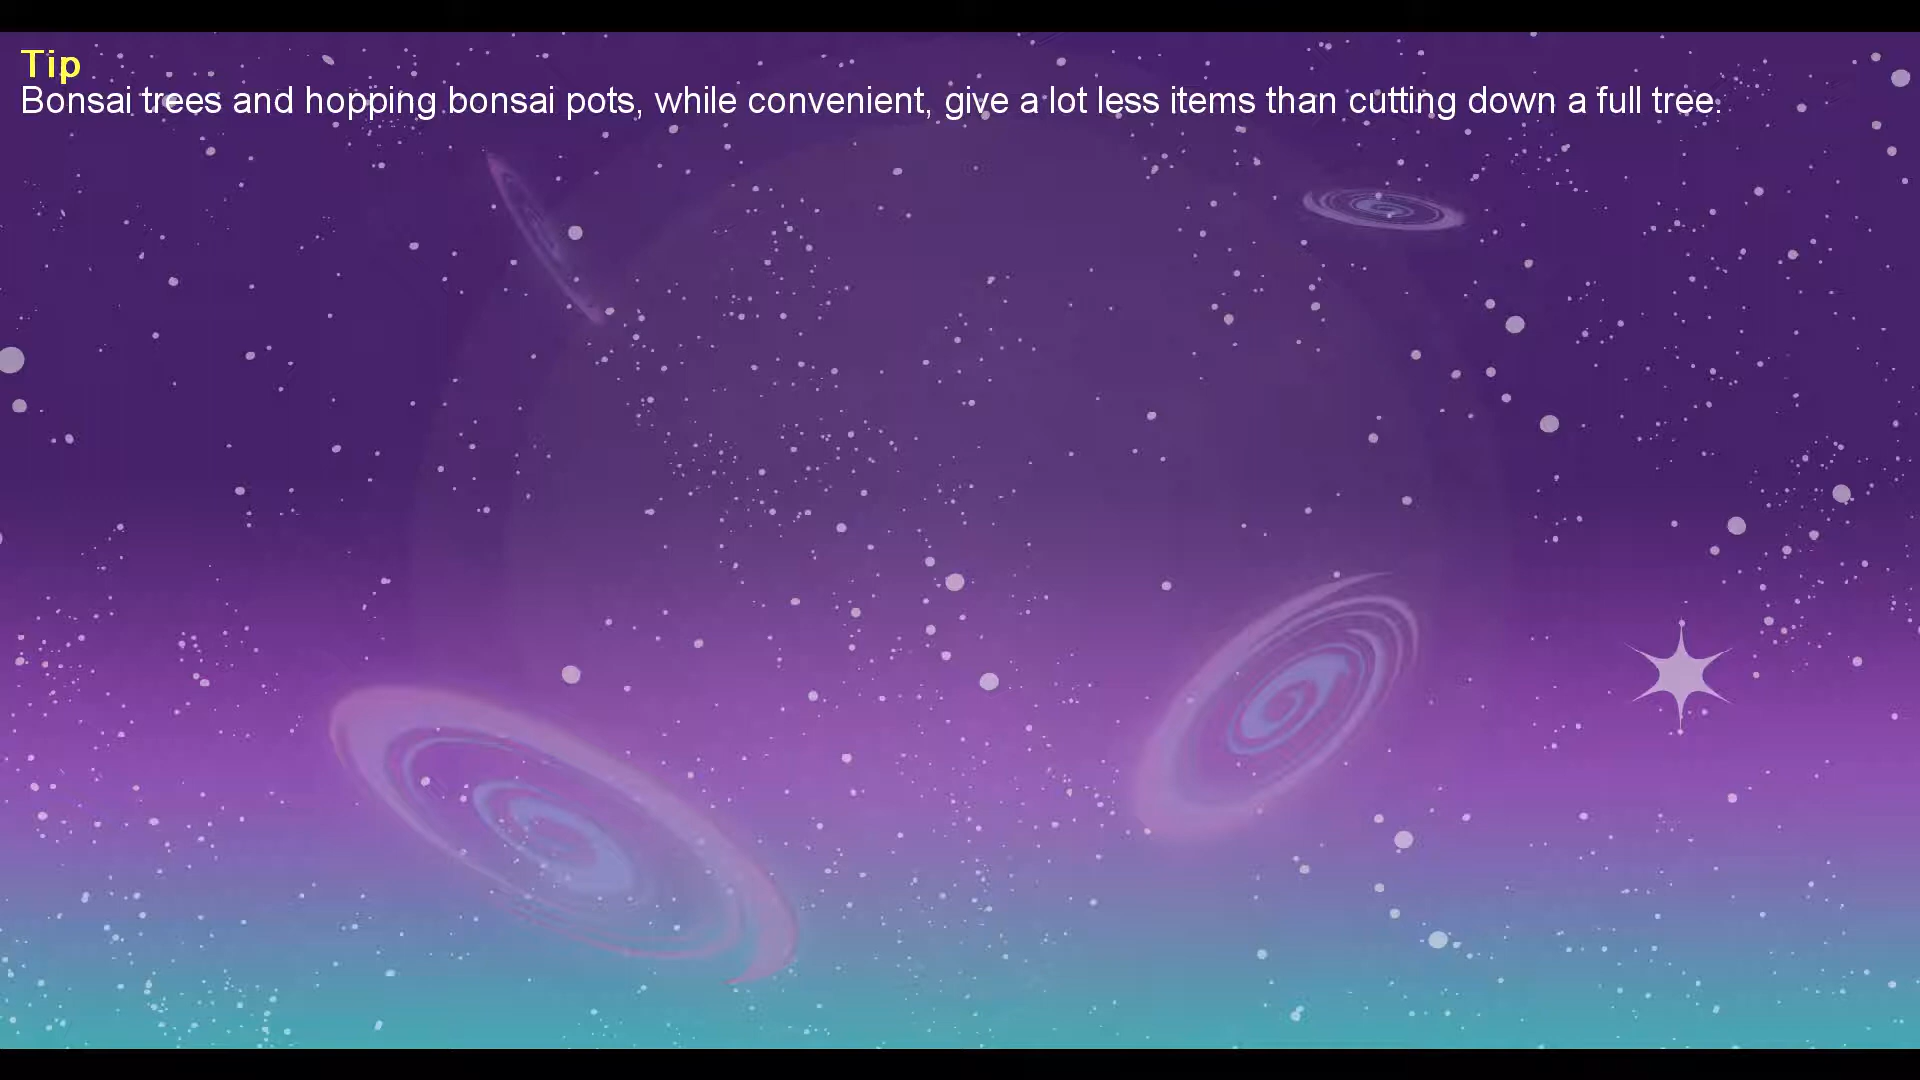 Tip
Bonsai trees and hopping bonsai pots, while convenient, give a lot less items than cutting down a full tree.